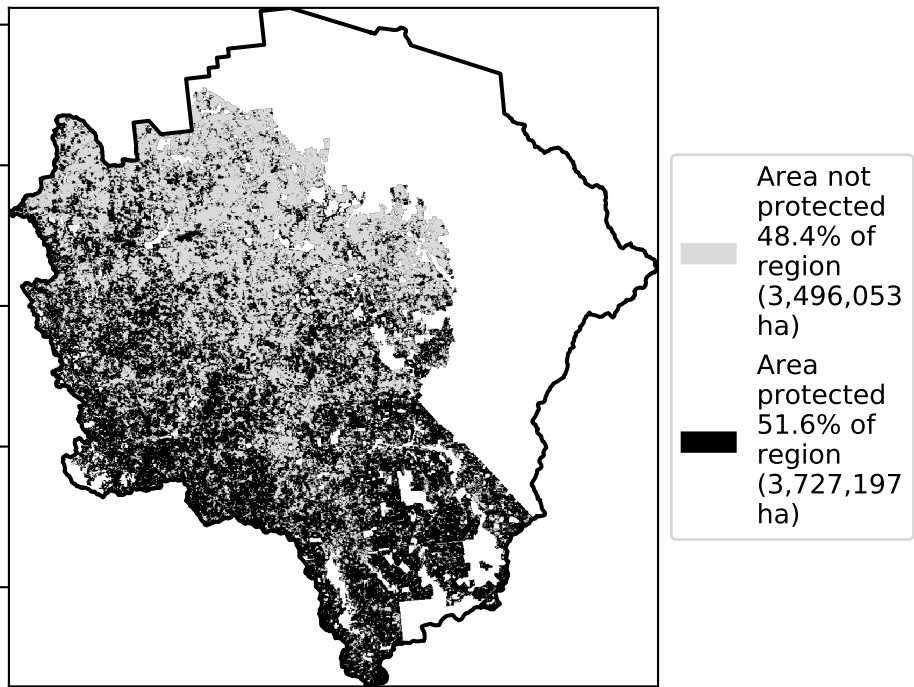 Area not
protected
48.4% of
region
(3,496,053
ha)
Area
protected
51.6% of
region
(3,727,197
ha)